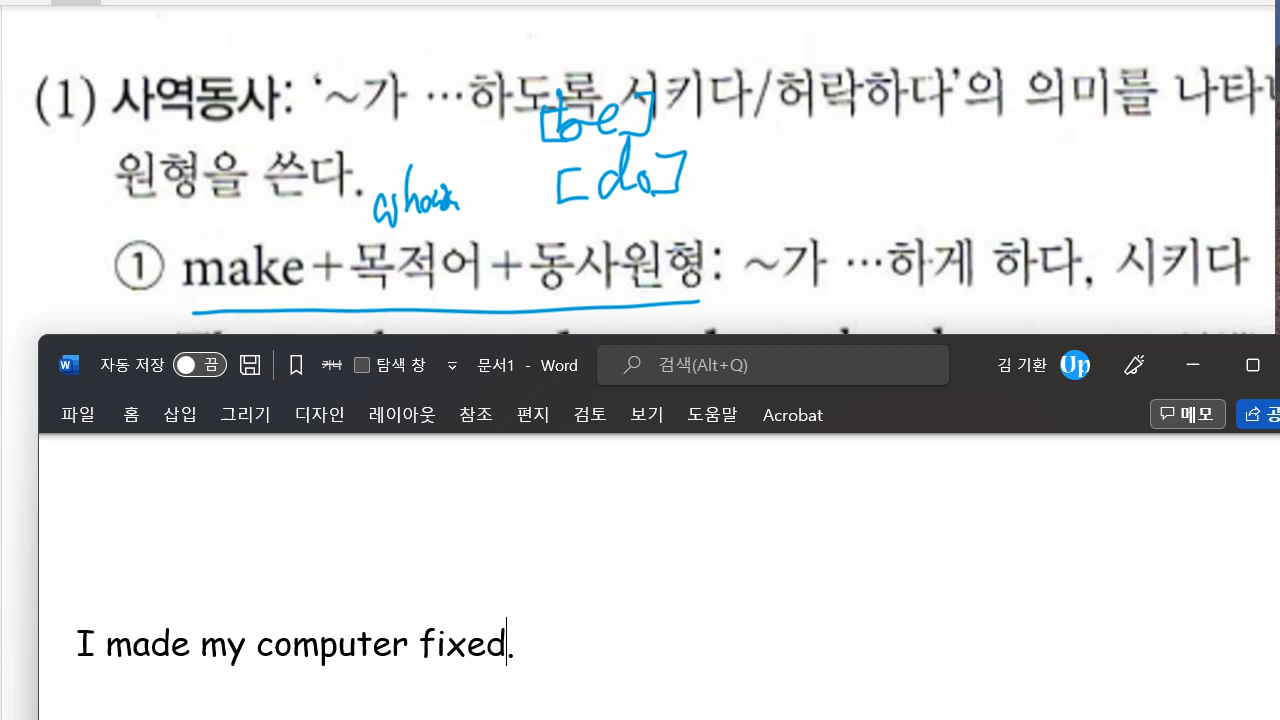 (1) 사역동사: '~가 …하도록 시키다/허락하다'의 의미를 나타내
[be]
원형을 쓴다.
[do]
① make+목적어+동사원형: ~가 …하게 하다, 시키다
자동 저장 끔 탐색 창 문서1 - Word 검색(Alt+Q) 김 기환 Up
파일 홈 삽입 그리기 디자인 레이아웃 참조 편지 검토 보기 도움말 Acrobat 메모 공
I made my computer fixed.